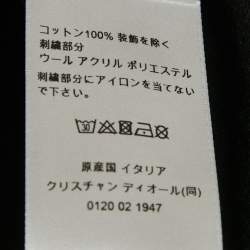 コットン100% 装飾を除く
刺繍部分
ウール アクリル ポリエステル
刺繍部分にアイロンを当てない
で下さい。
原産国 イタリア
クリスチャン ディオール(同)
0120 02 1947